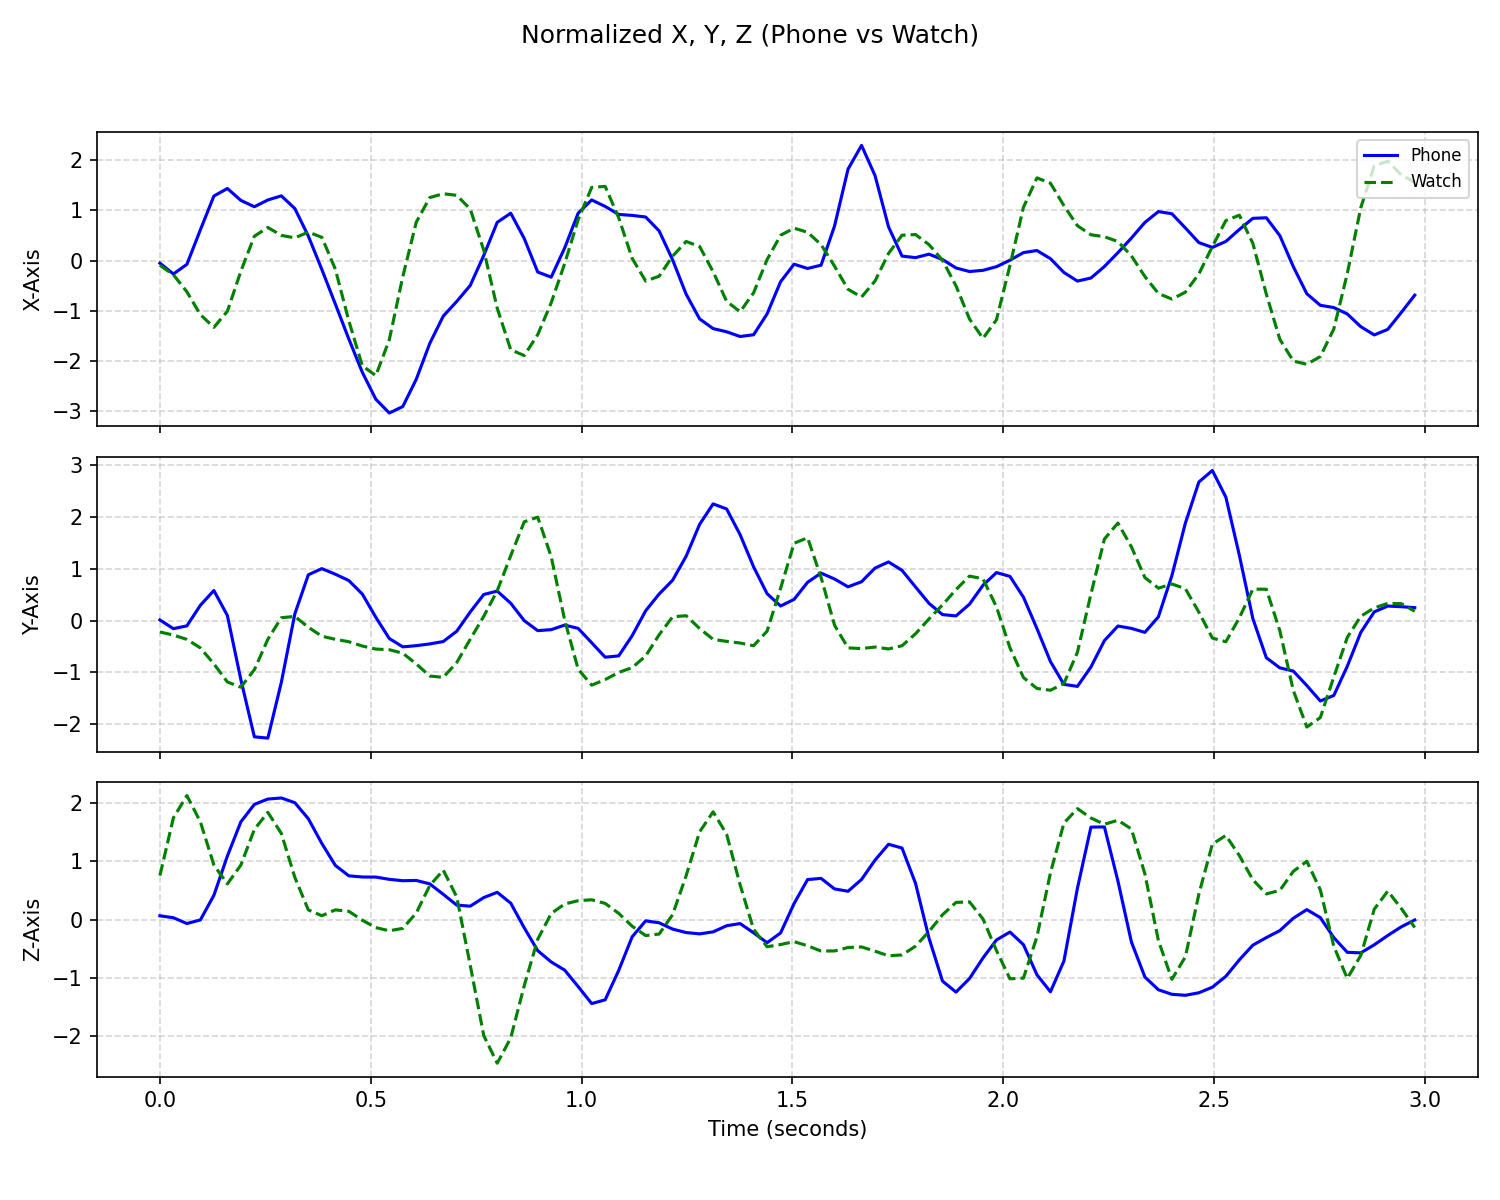 Normalized X, Y, Z (Phone vs Watch)
2
1
0
−1
−2
−3
X-Axis
Phone
Watch
3
2
1
0
−1
−2
Y-Axis
2
1
0
−1
−2
Z-Axis
0.0 0.5 1.0 1.5 2.0 2.5 3.0
Time (seconds)